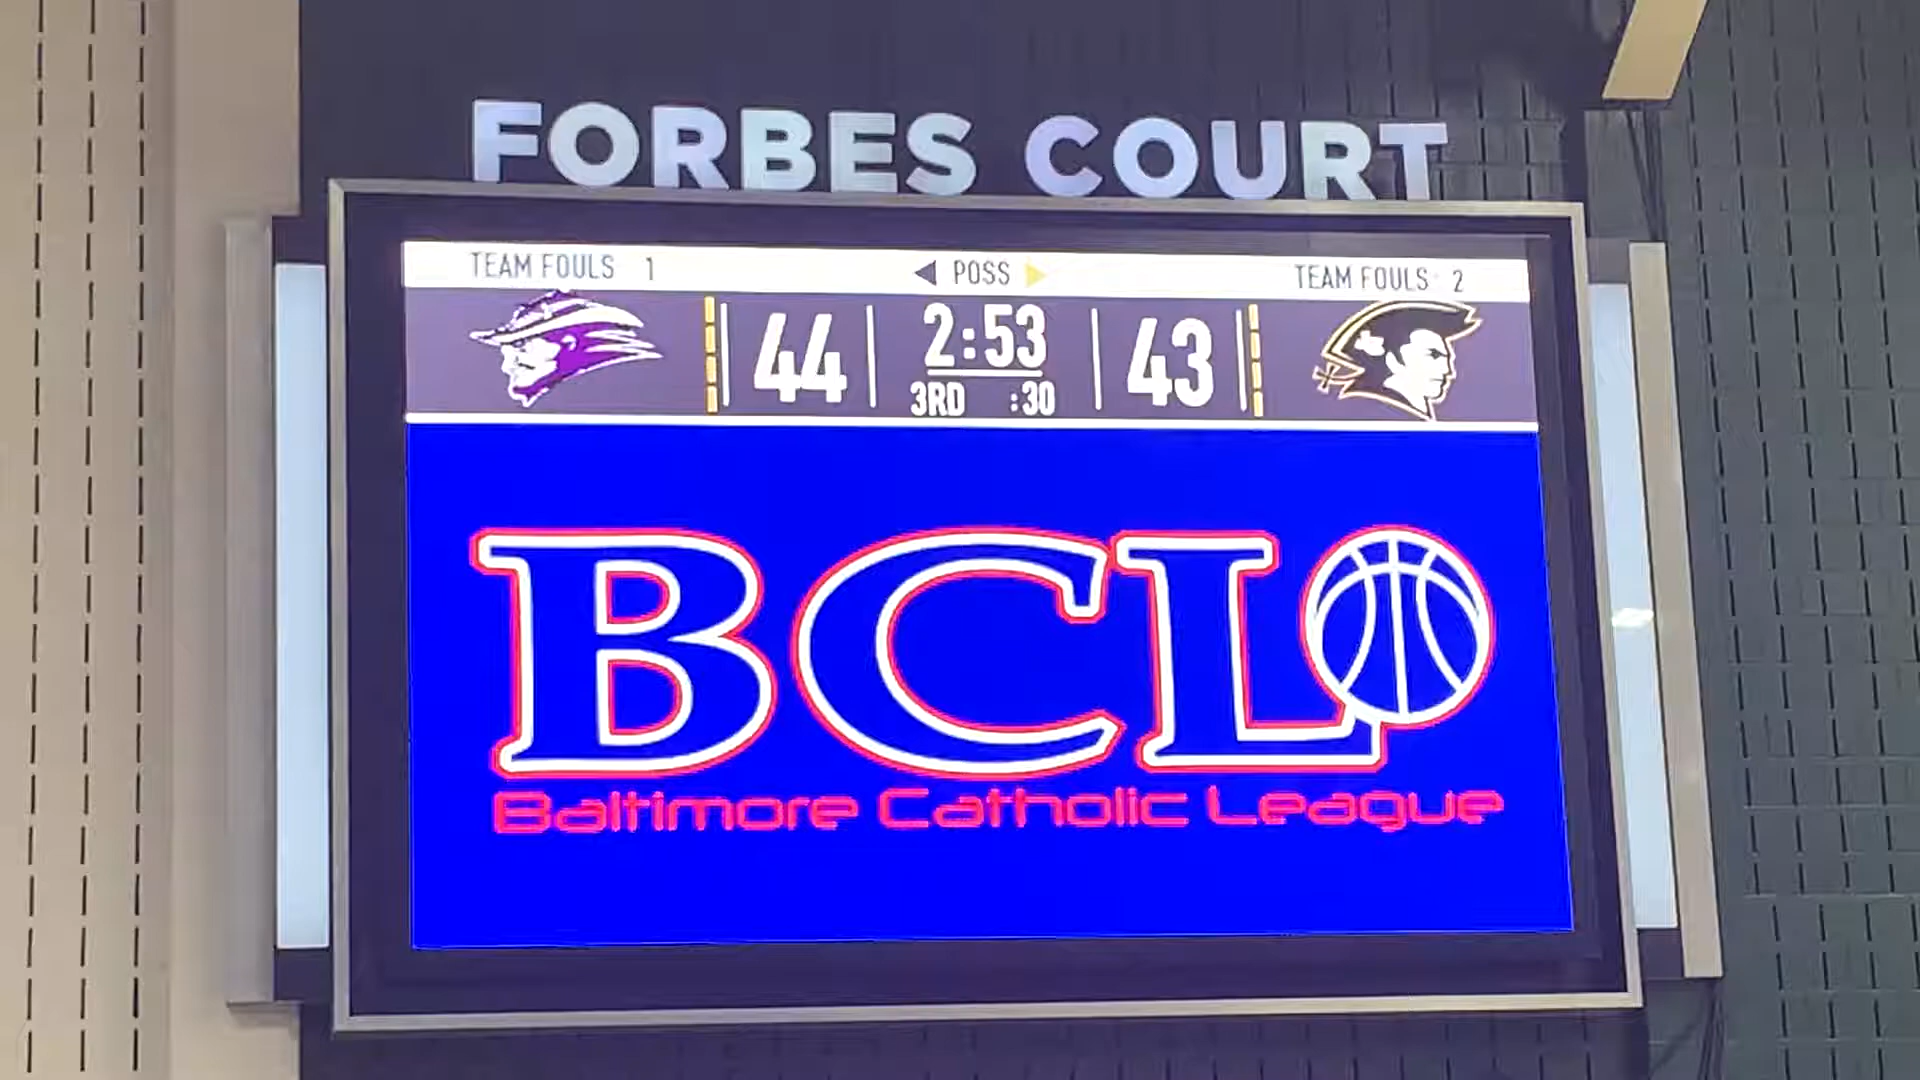 FORBES COURT
TEAM FOULS 1 ◀ POSS ▶ TEAM FOULS 2
44 2:53 43
3RD :30
BCL
Baltimore Catholic League